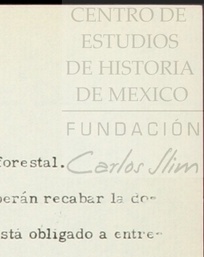 CENTRO DE
ESTUDIOS
DE HISTORIA
DE MEXICO
FUNDACIÓN
Carlos Slim
forestal.
berán recabar la do-
stá obligado a entre-